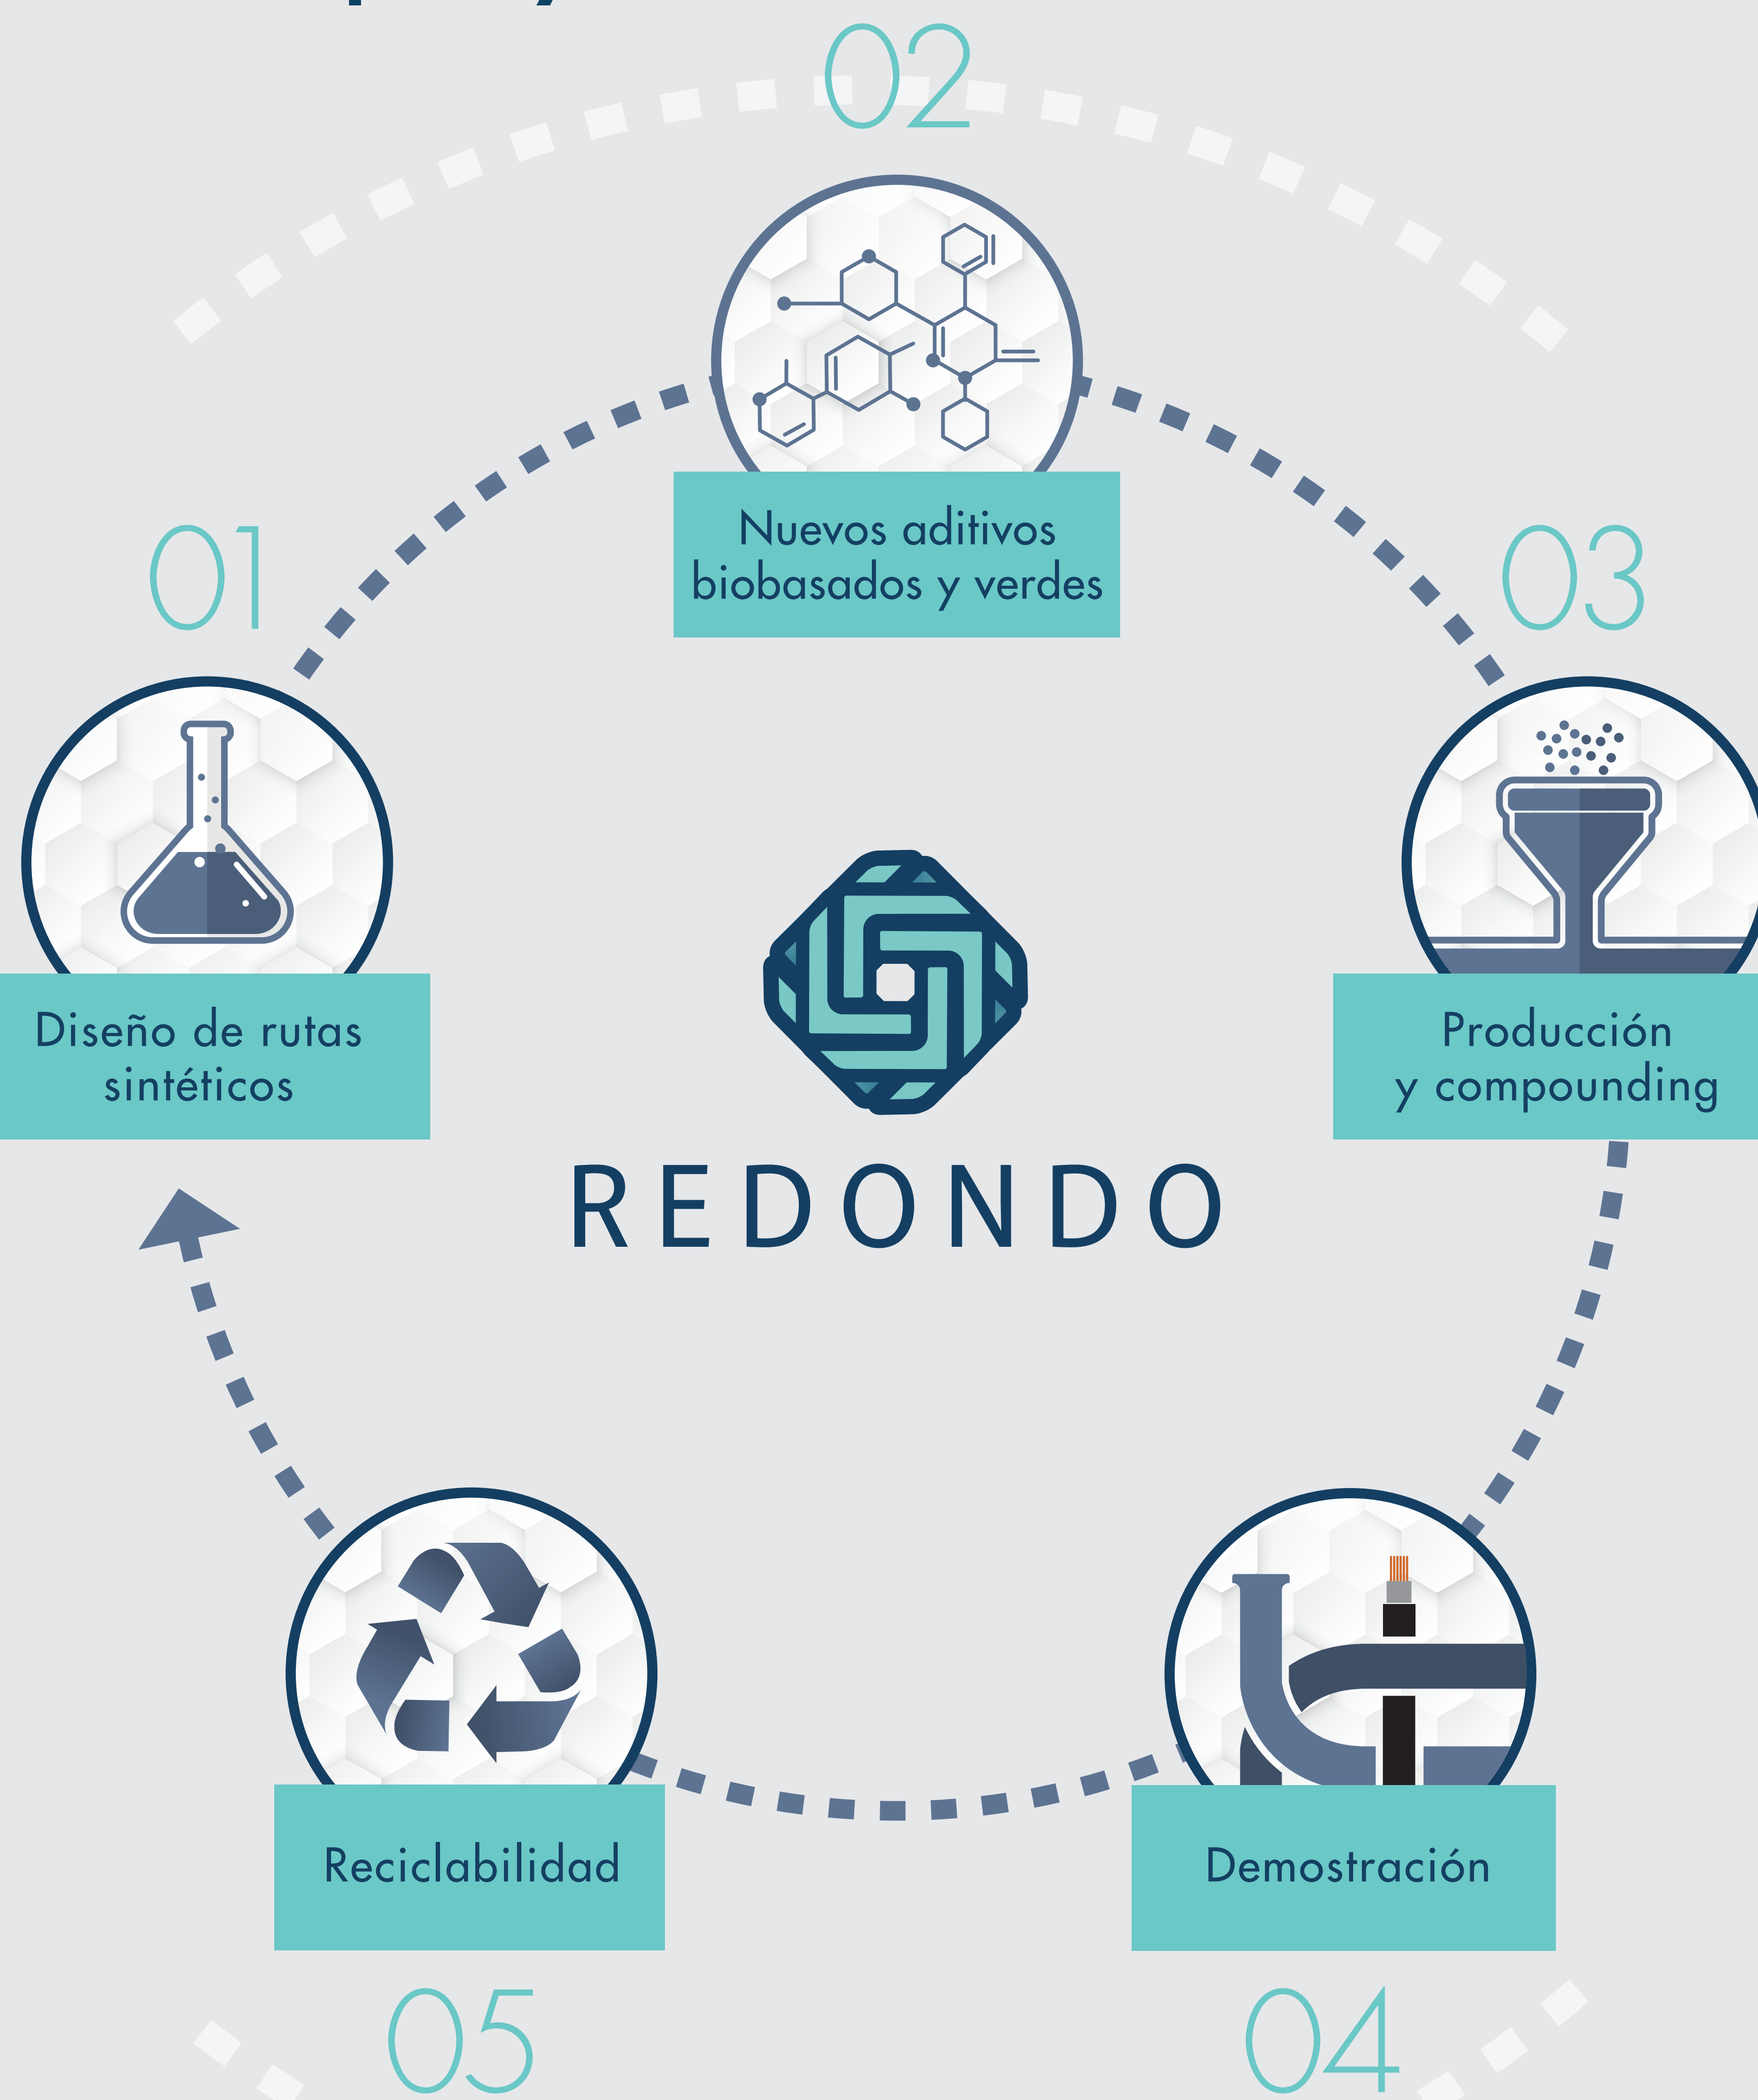 02
Nuevos aditivos
biobasados y verdes
01
Diseño de rutas
sintéticos
03
Producción
y compounding
REDONDO
Reciclabilidad
05
Demostración
04